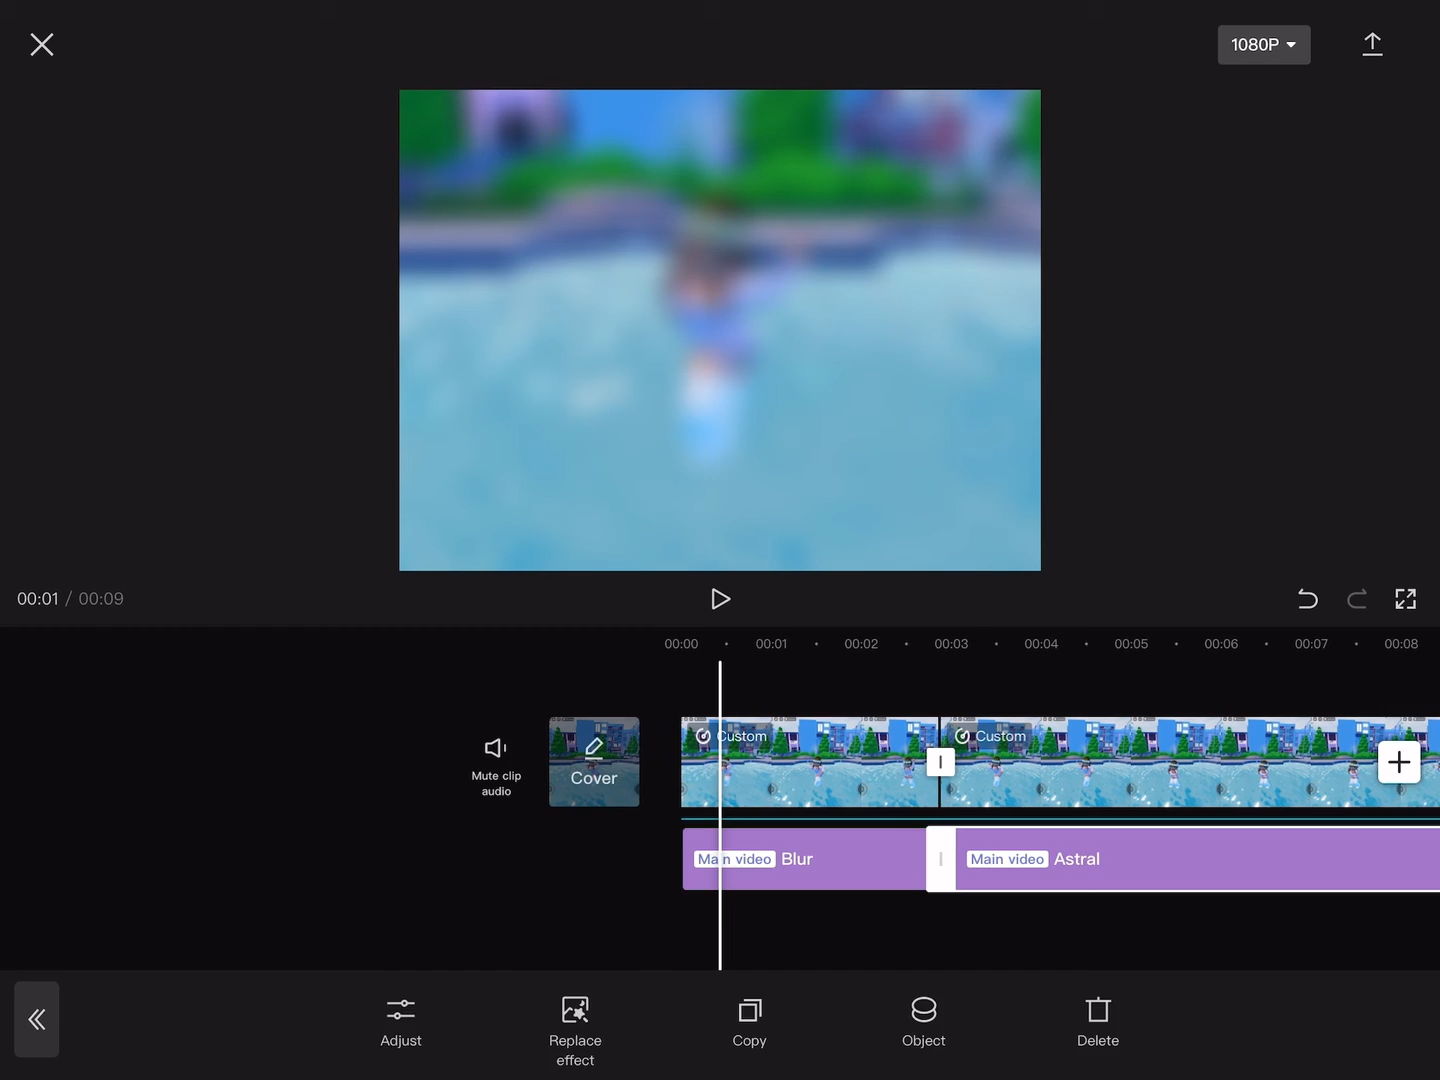 1080P
00:01 / 00:09
00:00 00:01 00:02 00:03 00:04 00:05 00:06 00:07 00:08
Mute clip
audio
Cover
Custom
Custom
Main video Blur
Main video Astral
Adjust
Replace
effect
Copy
Object
Delete